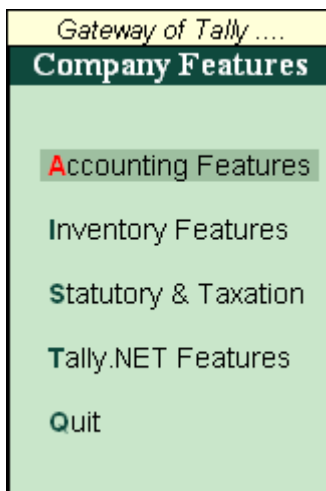 Gateway of Tally ....
Company Features
Accounting Features
Inventory Features
Statutory & Taxation
Tally.NET Features
Quit